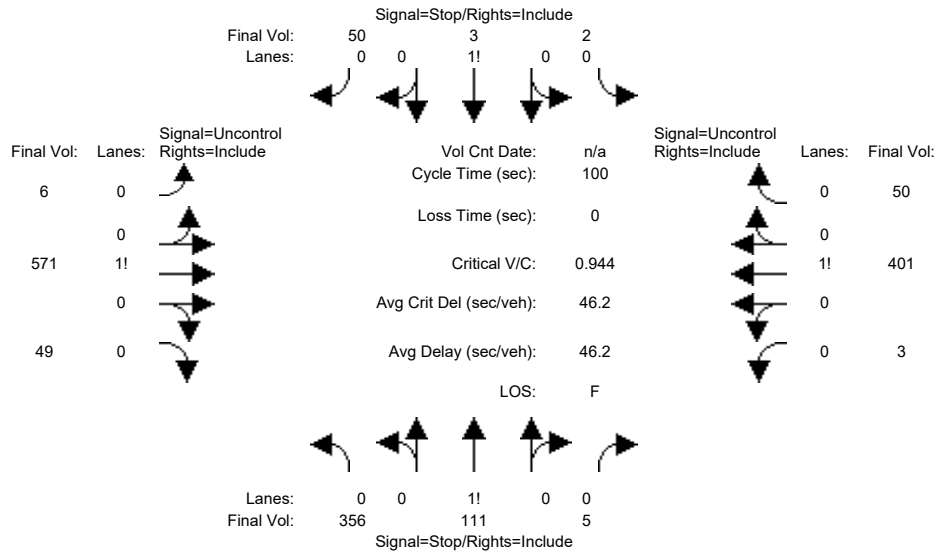 Signal=Stop/Rights=Include
Final Vol: 50 3 2
Lanes: 0 0 1! 0 0
Signal=Uncontrol
Final Vol: Lanes: Rights=Include
Vol Cnt Date: n/a
Signal=Uncontrol
Rights=Include Lanes: Final Vol:
Cycle Time (sec): 100
6 0
0 50
Loss Time (sec): 0
0
0
571 1!
Critical V/C: 0.944
1! 401
0
Avg Crit Del (sec/veh): 46.2
0
49 0
Avg Delay (sec/veh): 46.2
0 3
LOS: F
Lanes: 0 0 1! 0 0
Final Vol: 356 111 5
Signal=Stop/Rights=Include